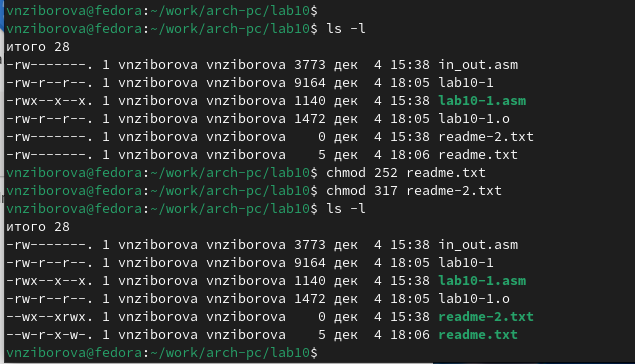 vnziborova@fedora:~/work/arch-pc/lab10$
vnziborova@fedora:~/work/arch-pc/lab10$ ls -l
итого 28
-rw-------. 1 vnziborova vnziborova 3773 дек  4 15:38 in_out.asm
-rw-r--r--. 1 vnziborova vnziborova 9164 дек  4 18:05 lab10-1
-rwx--x--x. 1 vnziborova vnziborova 1140 дек  4 15:38 lab10-1.asm
-rw-r--r--. 1 vnziborova vnziborova 1472 дек  4 18:05 lab10-1.o
-rw-------. 1 vnziborova vnziborova    0 дек  4 15:38 readme-2.txt
-rw-------. 1 vnziborova vnziborova    5 дек  4 18:06 readme.txt
vnziborova@fedora:~/work/arch-pc/lab10$ chmod 252 readme.txt
vnziborova@fedora:~/work/arch-pc/lab10$ chmod 317 readme-2.txt
vnziborova@fedora:~/work/arch-pc/lab10$ ls -l
итого 28
-rw-------. 1 vnziborova vnziborova 3773 дек  4 15:38 in_out.asm
-rw-r--r--. 1 vnziborova vnziborova 9164 дек  4 18:05 lab10-1
-rwx--x--x. 1 vnziborova vnziborova 1140 дек  4 15:38 lab10-1.asm
-rw-r--r--. 1 vnziborova vnziborova 1472 дек  4 18:05 lab10-1.o
--wx--xrwx. 1 vnziborova vnziborova    0 дек  4 15:38 readme-2.txt
--w-r-x-w-. 1 vnziborova vnziborova    5 дек  4 18:06 readme.txt
vnziborova@fedora:~/work/arch-pc/lab10$